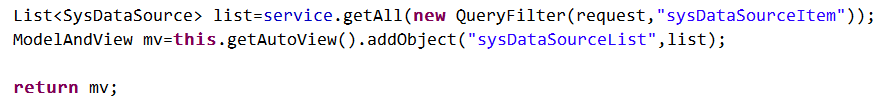 List<SysDataSource> list=service.getAll(new QueryFilter(request,"sysDataSourceItem"));
ModelAndView mv=this.getAutoView().addObject("sysDataSourceList",list);
return mv;